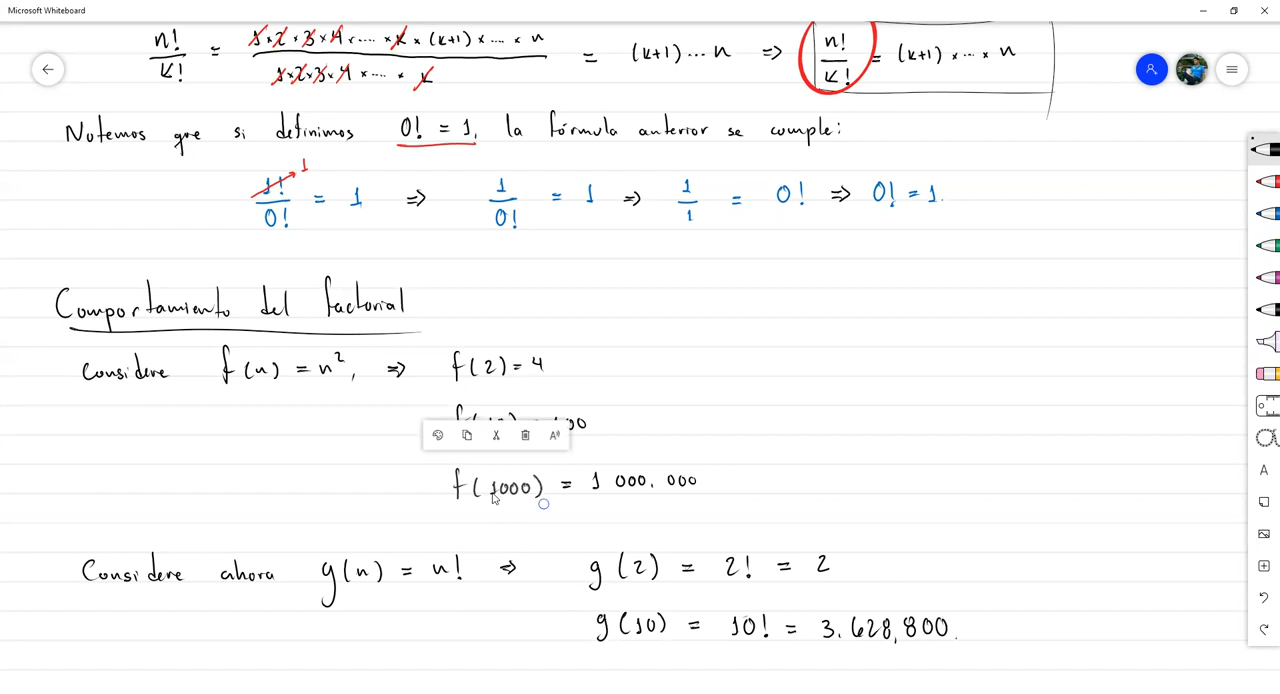 Microsoft Whiteboard
n!/k! = 1×2×3×4×....×k×(k+1)×....×n / 1×2×3×4×....×k = (k+1)...n => n!/k! = (k+1)×...×n
Notemos que si definimos 0! = 1, la fórmula anterior se cumple:
1!/0! = 1 => 1/0! = 1 => 1/1 = 0! => 0! = 1.
1
Comportamiento del factorial
Considere f(n) = n², => f(2) = 4
f(1000) = 1 000.000
Considere ahora g(n) = n! => g(2) = 2! = 2
g(10) = 10! = 3.628,800.